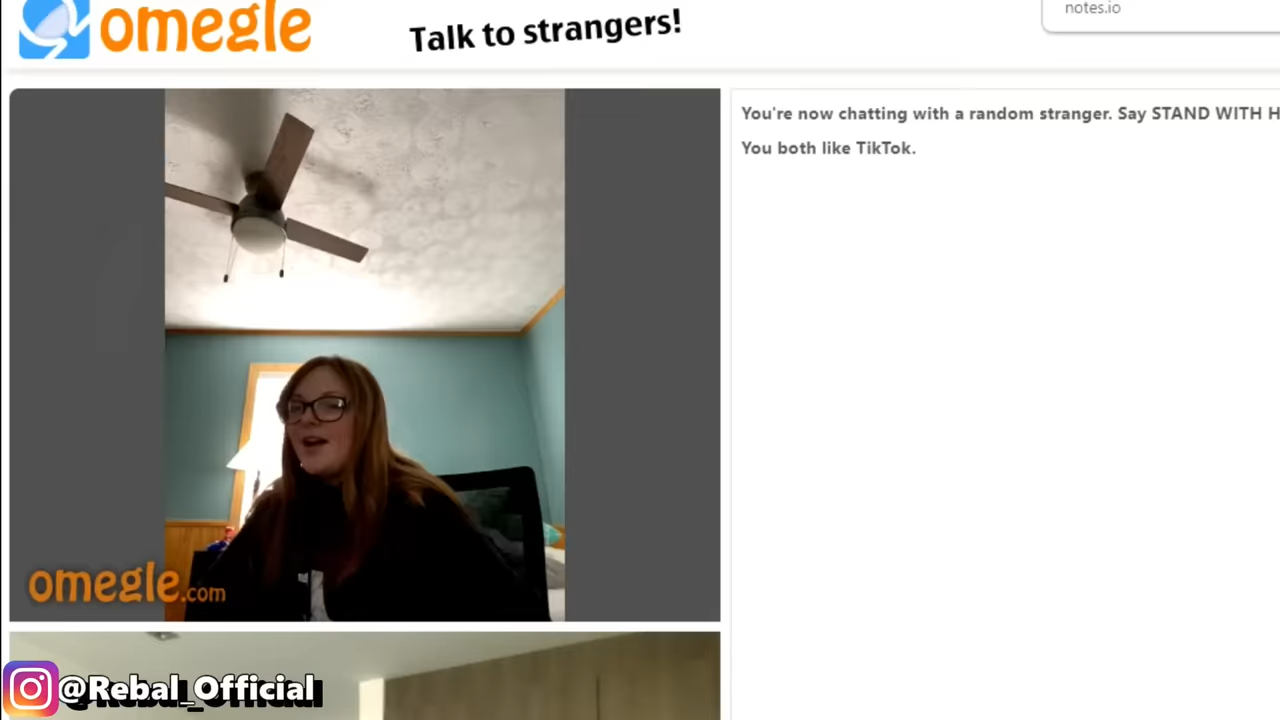 omegle
Talk to strangers!
notes.io
You're now chatting with a random stranger. Say STAND WITH H
You both like TikTok.
omegle.com
@Rebal_Official